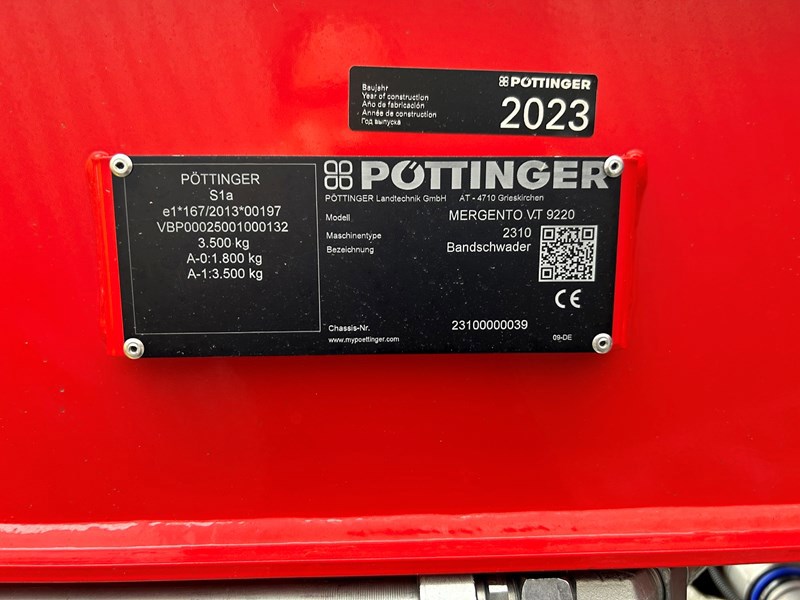 Baujahr
Year of construction
Año de fabricación
Année de construction
Год выпуска
PÖTTINGER
2023
PÖTTINGER
S1a
e1*167/2013*00197
VBP00025001000132
3.500 kg
A-0:1.800 kg
A-1:3.500 kg
PÖTTINGER
PÖTTINGER Landtechnik GmbH AT - 4710 Grieskirchen
Modell MERGENTO VT 9220
Maschinentype 2310
Bezeichnung Bandschwader
CE
Chassis-Nr. 23100000039
www.mypoettinger.com 09-DE